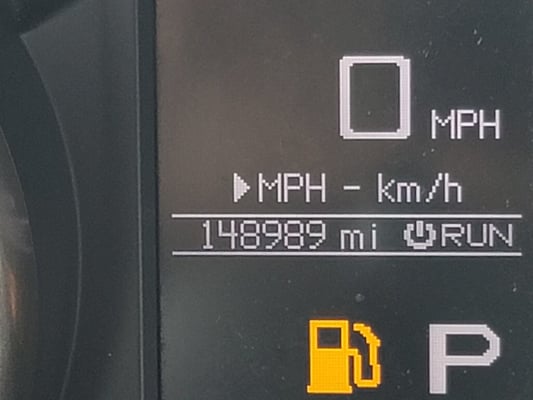 0 MPH
▶MPH - km/h
148989 mi RUN
P